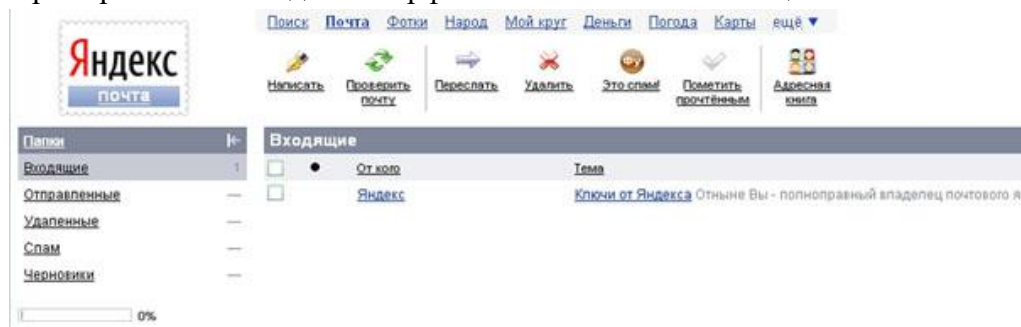 Поиск Почта Фотки Народ Мой круг Деньги Погода Карты ещё ▼
Яндекс
почта
Написать Проверить почту Переслать Удалить Это спам! Пометить прочтённым Адресная книга
Папки
Входящие 1
Отправленные —
Удаленные —
Спам —
Черновики —
0%
Входящие
От кого Тема
Яндекс Ключи от Яндекса Отныне Вы - полноправный владелец почтового я